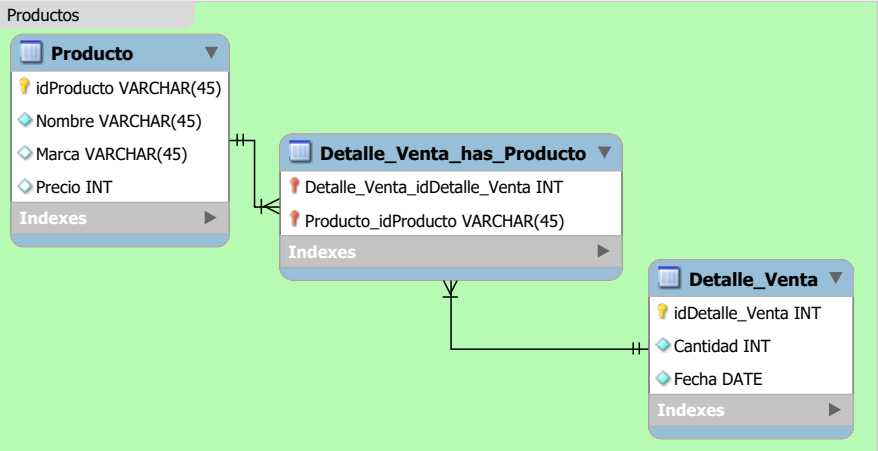 Productos
Producto
idProducto VARCHAR(45)
Nombre VARCHAR(45)
Marca VARCHAR(45)
Precio INT
Indexes
Detalle_Venta_has_Producto
Detalle_Venta_idDetalle_Venta INT
Producto_idProducto VARCHAR(45)
Indexes
Detalle_Venta
idDetalle_Venta INT
Cantidad INT
Fecha DATE
Indexes